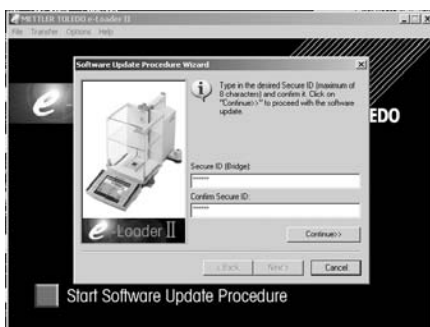 METTLER TOLEDO e-Loader II
File Transfer Options Help
Software Update Procedure Wizard
Type in the desired Secure ID (maximum of
8 characters) and confirm it. Click on
"Continue>>" to proceed with the software
update.
e
EDO
Secure ID (Bridge):
******
Confirm Secure ID:
******
e-Loader II
Continue>>
< Back
Next >
Cancel
Start Software Update Procedure